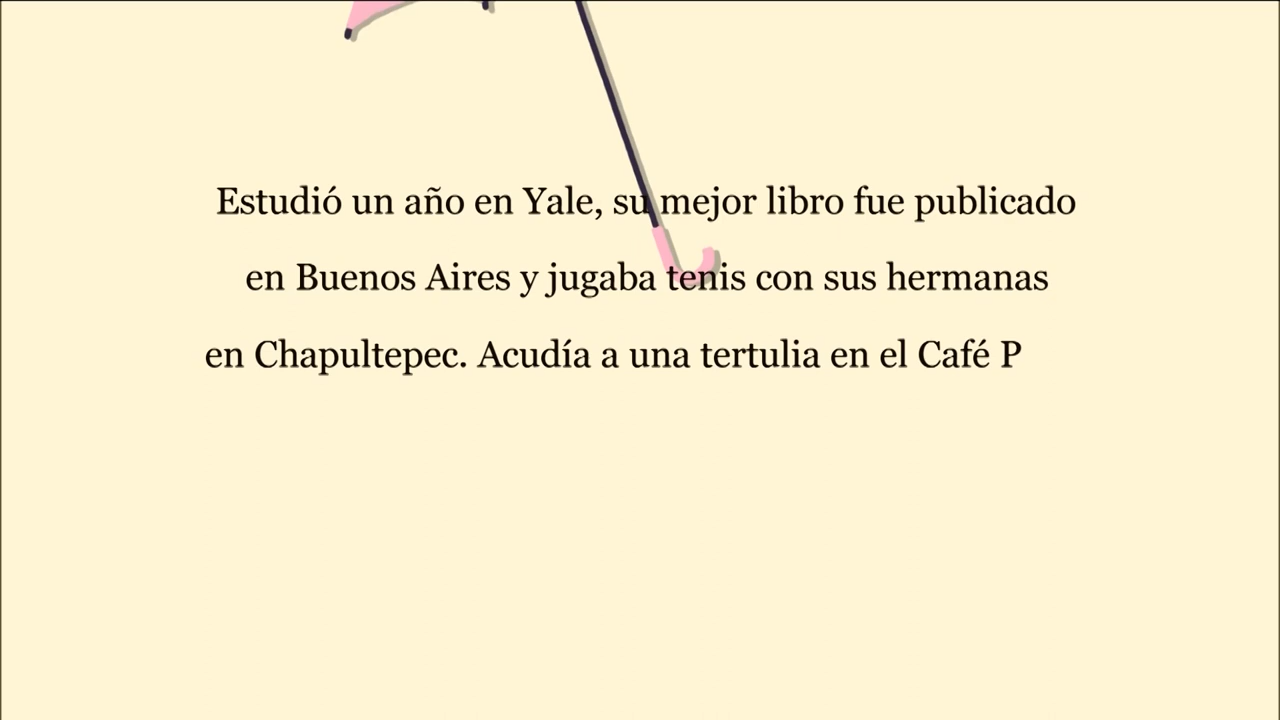 Estudió un año en Yale, su mejor libro fue publicado
en Buenos Aires y jugaba tenis con sus hermanas
en Chapultepec. Acudía a una tertulia en el Café P